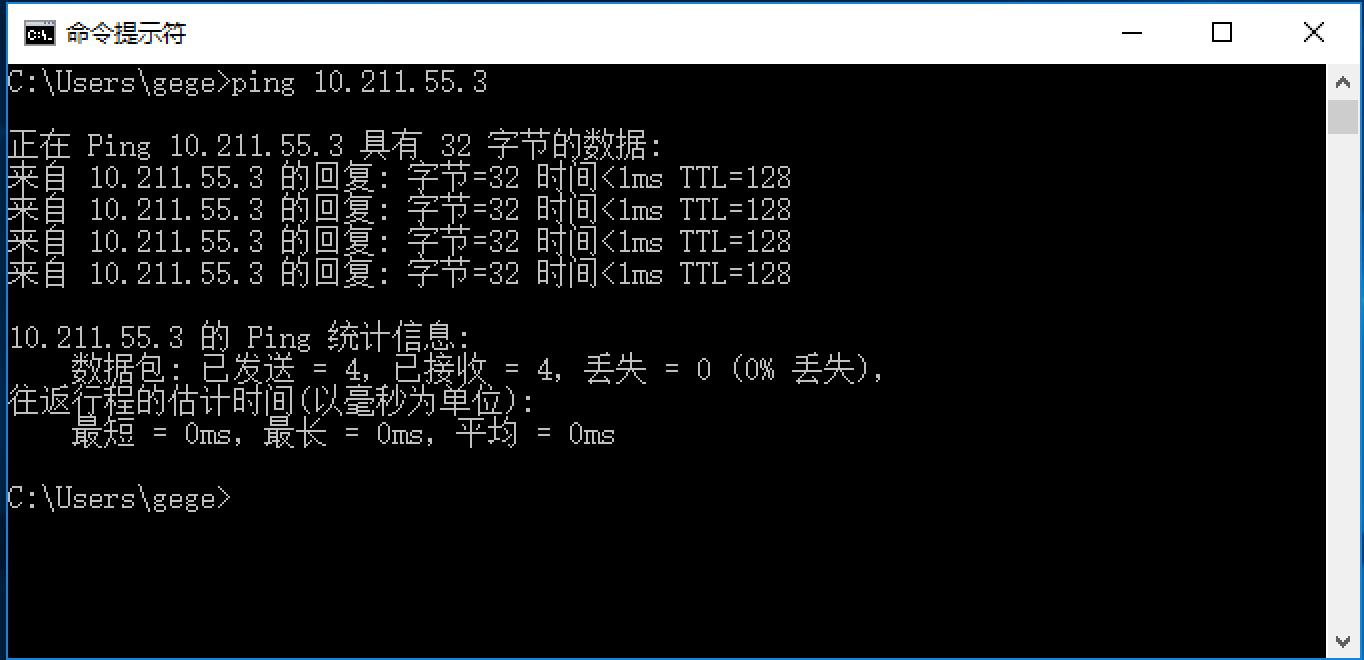 命令提示符
C:\Users\gege>ping 10.211.55.3
正在 Ping 10.211.55.3 具有 32 字节的数据:
来自 10.211.55.3 的回复: 字节=32 时间<1ms TTL=128
来自 10.211.55.3 的回复: 字节=32 时间<1ms TTL=128
来自 10.211.55.3 的回复: 字节=32 时间<1ms TTL=128
来自 10.211.55.3 的回复: 字节=32 时间<1ms TTL=128
10.211.55.3 的 Ping 统计信息:
    数据包: 已发送 = 4，已接收 = 4，丢失 = 0 (0% 丢失)，
往返行程的估计时间(以毫秒为单位):
    最短 = 0ms，最长 = 0ms，平均 = 0ms
C:\Users\gege>